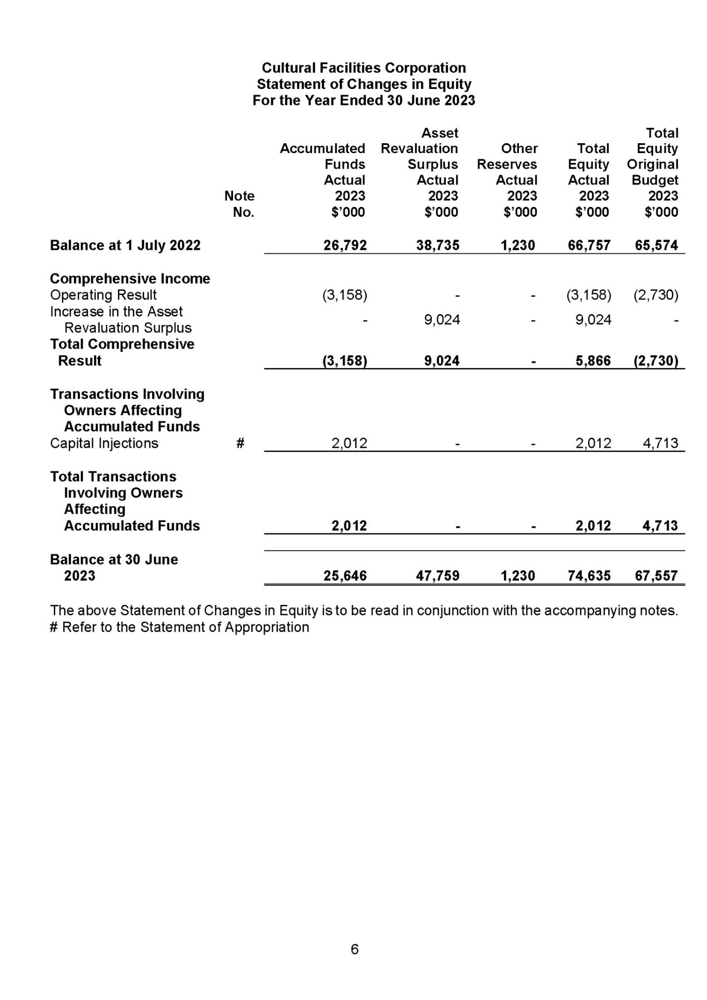 Cultural Facilities Corporation
Statement of Changes in Equity
For the Year Ended 30 June 2023
Asset Total
Accumulated Revaluation Other Total Equity
Funds Surplus Reserves Equity Original
Actual Actual Actual Actual Budget
Note 2023 2023 2023 2023 2023
No. $’000 $’000 $’000 $’000 $’000
Balance at 1 July 2022 26,792 38,735 1,230 66,757 65,574
Comprehensive Income
Operating Result (3,158) - - (3,158) (2,730)
Increase in the Asset
Revaluation Surplus - 9,024 - 9,024 -
Total Comprehensive
Result (3,158) 9,024 - 5,866 (2,730)
Transactions Involving
Owners Affecting
Accumulated Funds
Capital Injections # 2,012 - - 2,012 4,713
Total Transactions
Involving Owners
Affecting
Accumulated Funds 2,012 - - 2,012 4,713
Balance at 30 June
2023 25,646 47,759 1,230 74,635 67,557
The above Statement of Changes in Equity is to be read in conjunction with the accompanying notes.
# Refer to the Statement of Appropriation
6